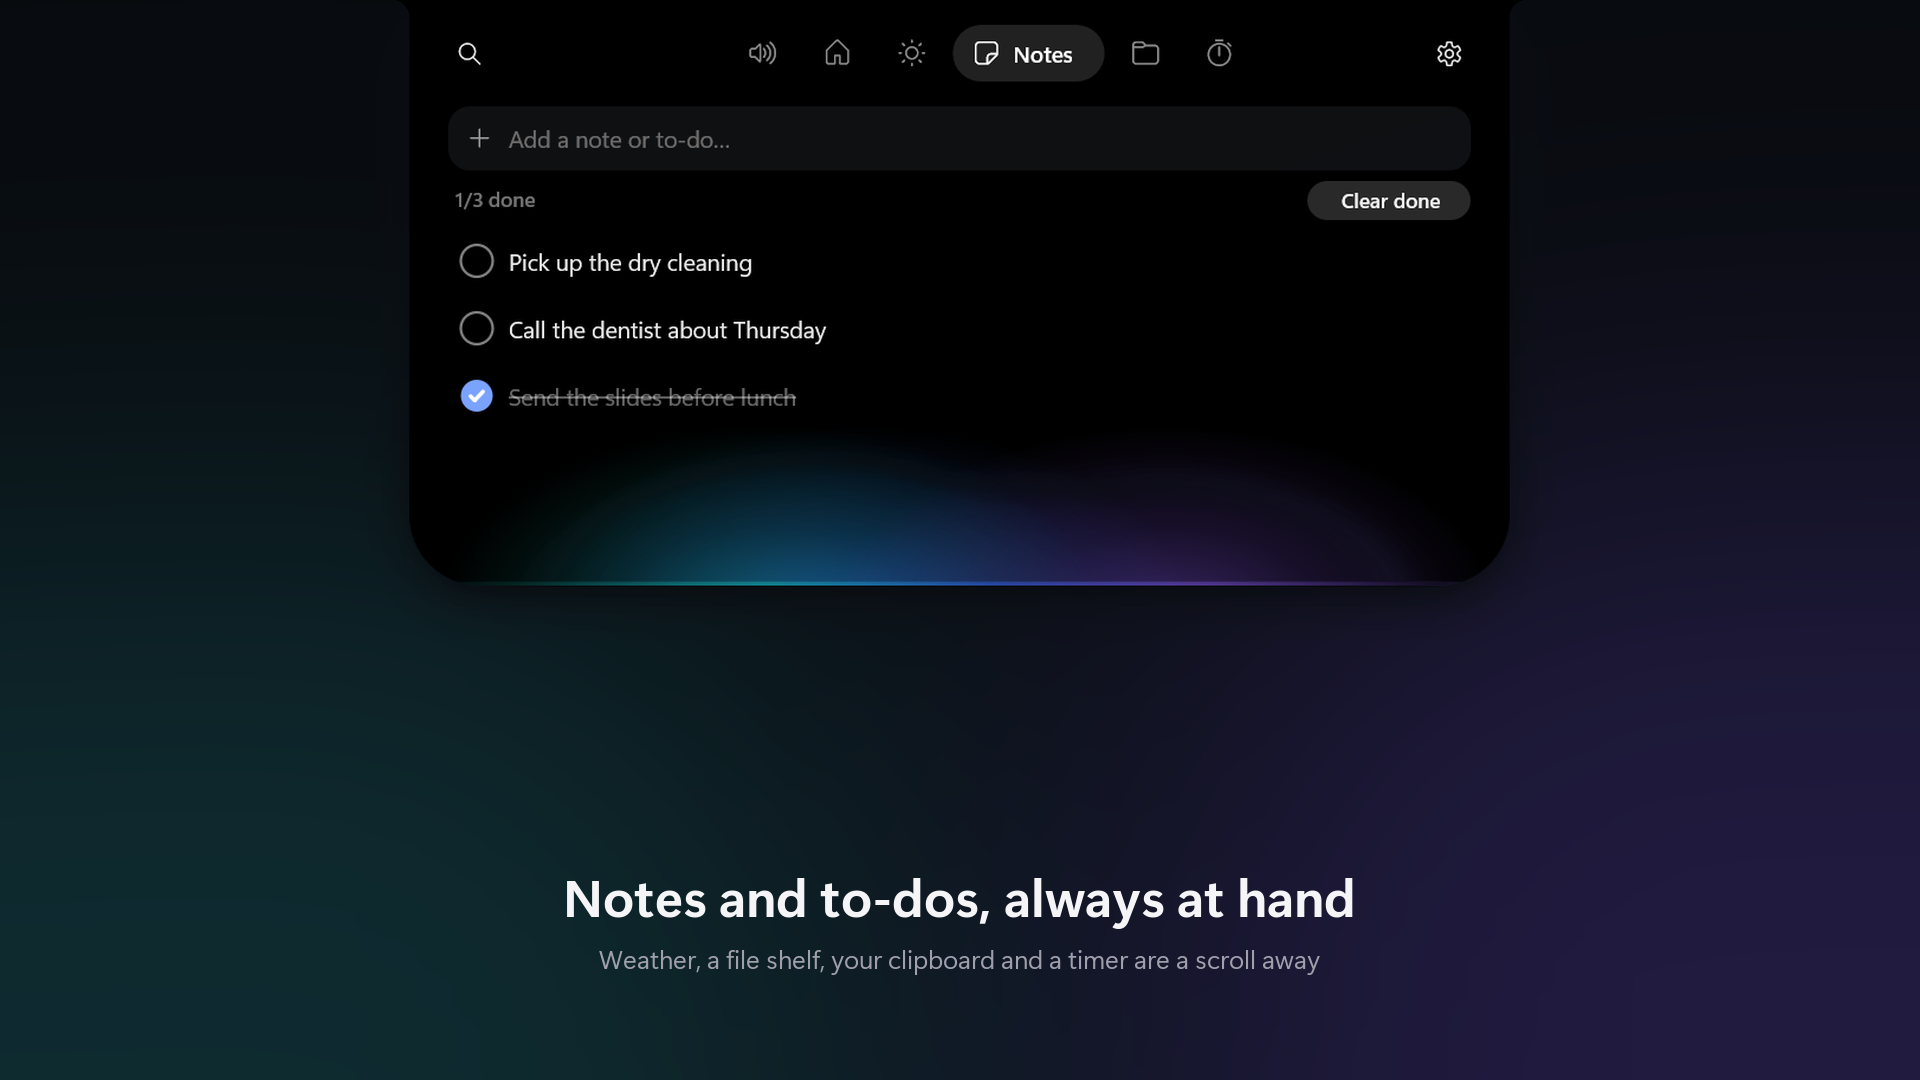 Notes
Add a note or to-do...
1/3 done
Clear done
Pick up the dry cleaning
Call the dentist about Thursday
Send the slides before lunch
Notes and to-dos, always at hand
Weather, a file shelf, your clipboard and a timer are a scroll away